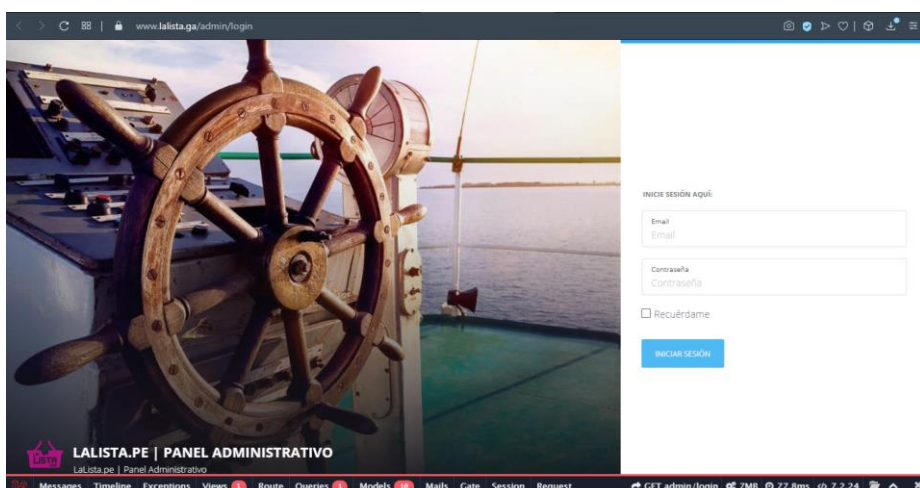 www.lalista.ga/admin/login
INICIE SESIÓN AQUÍ:
Email
Email
Contraseña
Contraseña
Recuérdame
INICIAR SESIÓN
LISTA
LALISTA.PE | PANEL ADMINISTRATIVO
LaLista.pe | Panel Administrativo
Messages Timeline Exceptions Views 1 Route Queries 1 Models Mails Gate Session Request GET admin/login 7MB 77.8ms 7.2.24